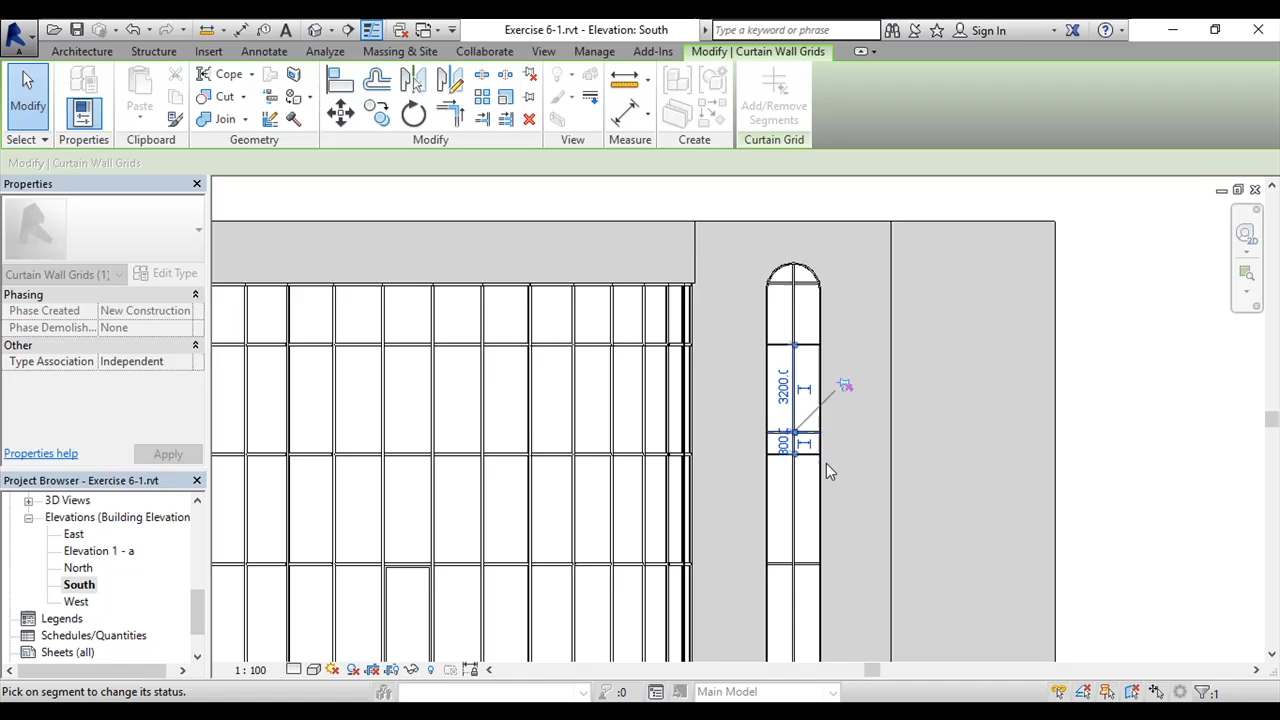 Exercise 6-1.rvt - Elevation: South
Type a keyword or phrase
Sign In
Architecture Structure Insert Annotate Analyze Massing & Site Collaborate View Manage Add-Ins Modify | Curtain Wall Grids
Modify
Paste
Cope
Cut
Join
Add/Remove
Segments
Select Properties Clipboard Geometry Modify View Measure Create Curtain Grid
Modify | Curtain Wall Grids
Properties
Curtain Wall Grids (1)
Edit Type
Phasing
Phase Created New Construction
Phase Demolish... None
Other
Type Association Independent
Properties help
Apply
Project Browser - Exercise 6-1.rvt
3D Views
Elevations (Building Elevation
East
Elevation 1 - a
North
South
West
Legends
Schedules/Quantities
Sheets (all)
3200.0
2D
1 : 100
Pick on segment to change its status.
:0
Main Model
:1